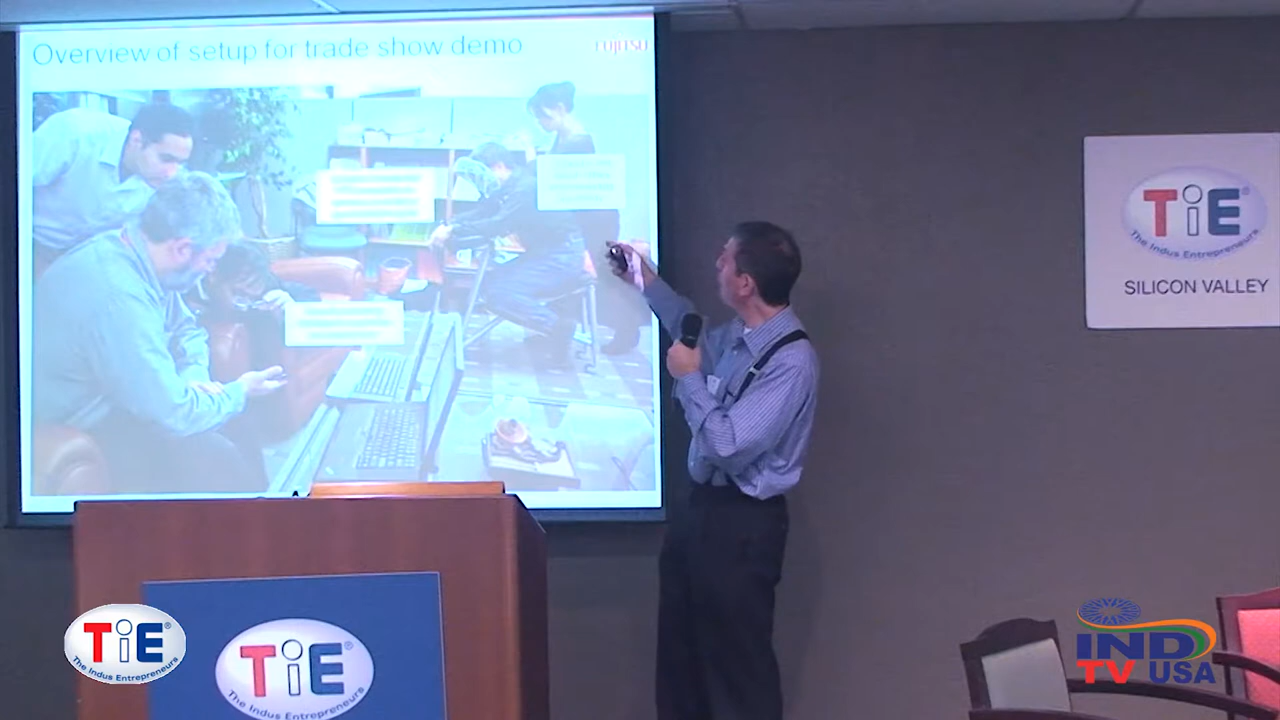 Overview of setup for trade show demo
FUJITSU
TiE®
The Indus Entrepreneurs
SILICON VALLEY
TiE®
The Indus Entrepreneurs
TiE®
The Indus Entrepreneurs
IND
TV USA